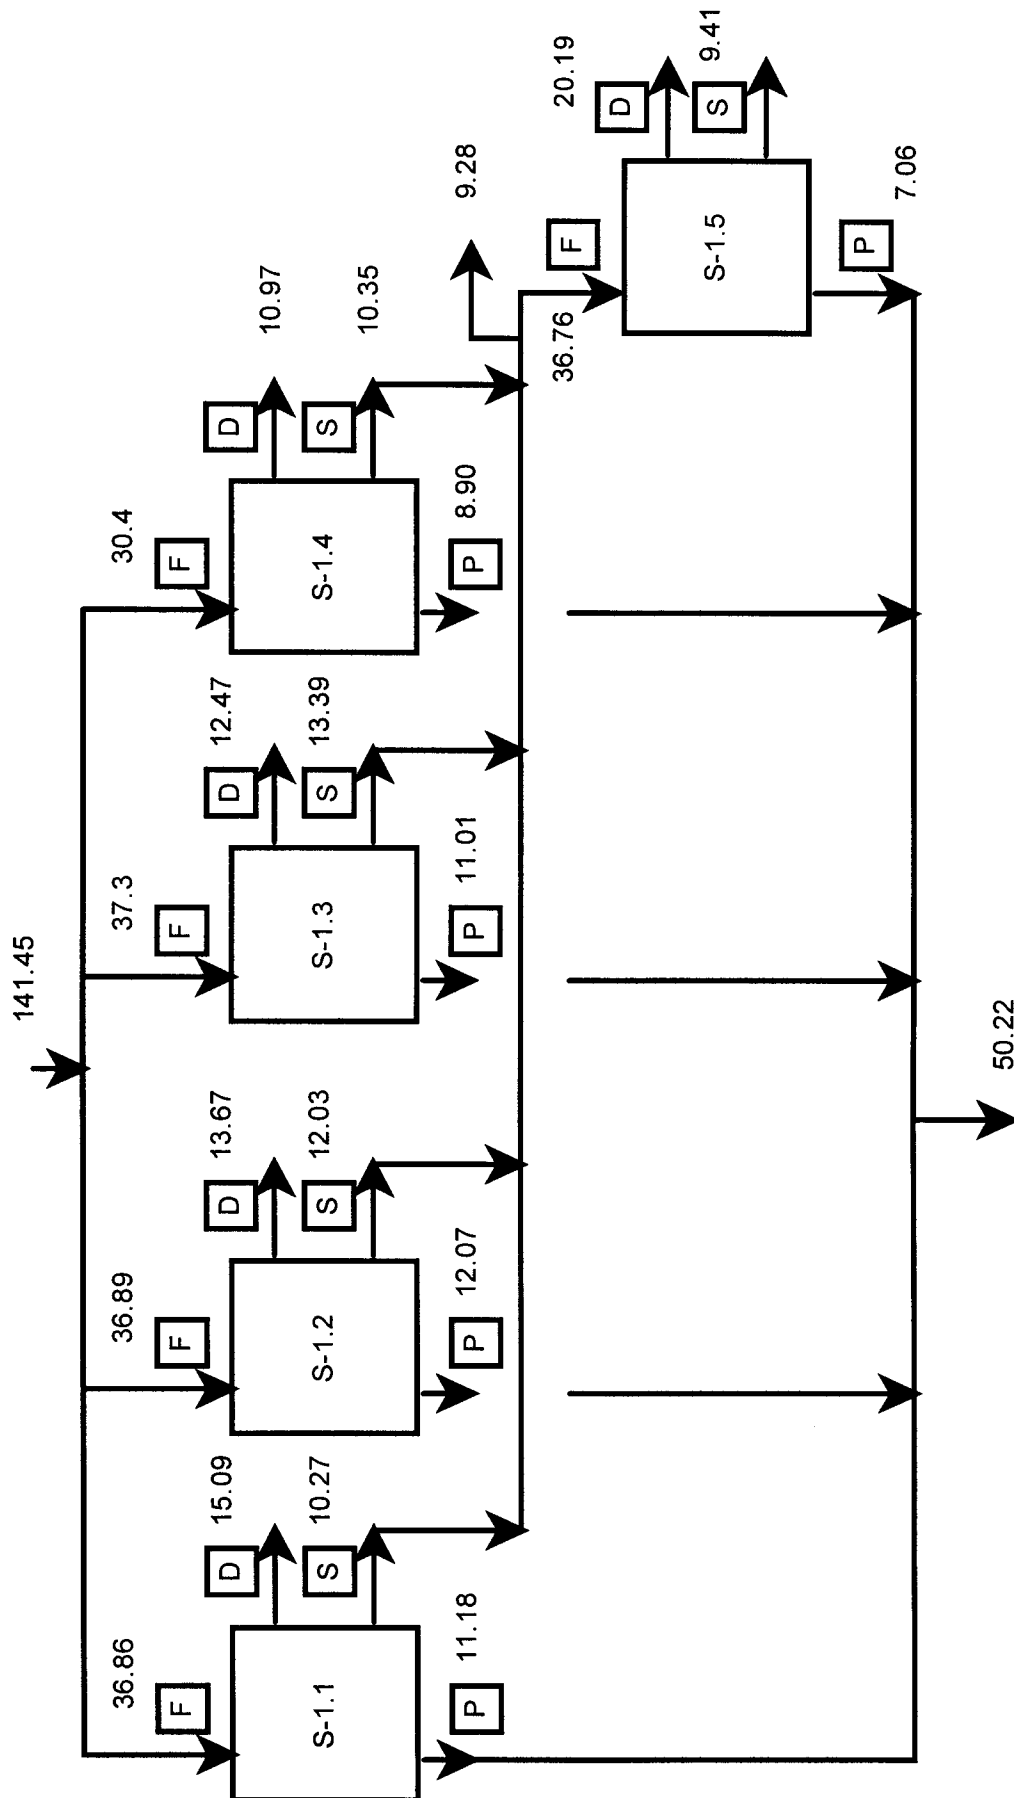 141.45
36.86
F
S-1.1
D
15.09
S
10.27
P
11.18
36.89
F
S-1.2
D
13.67
S
12.03
P
12.07
37.3
F
S-1.3
D
12.47
S
13.39
P
11.01
30.4
F
S-1.4
D
10.97
S
10.35
P
8.90
9.28
36.76
F
S-1.5
D
20.19
S
9.41
P
7.06
50.22